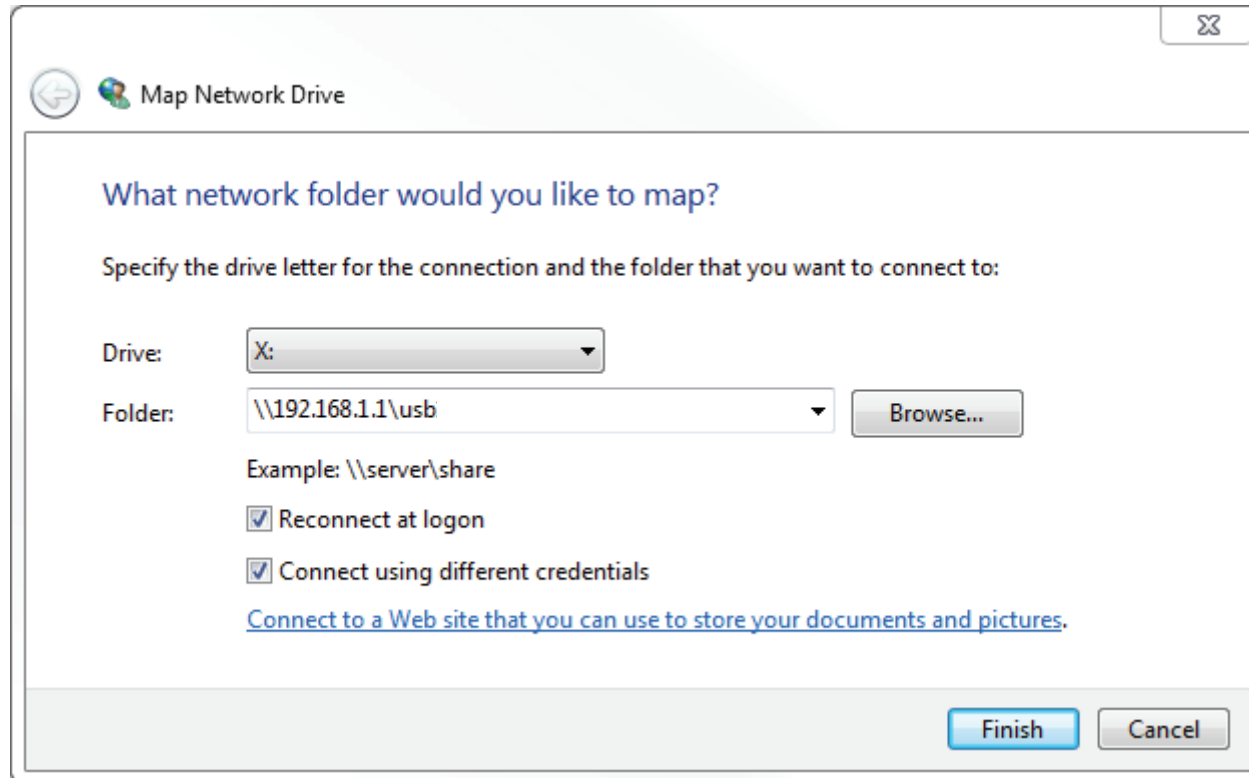 Map Network Drive
What network folder would you like to map?
Specify the drive letter for the connection and the folder that you want to connect to:
Drive: X:
Folder: \\192.168.1.1\usb Browse...
Example: \\server\share
Reconnect at logon
Connect using different credentials
Connect to a Web site that you can use to store your documents and pictures.
Finish Cancel